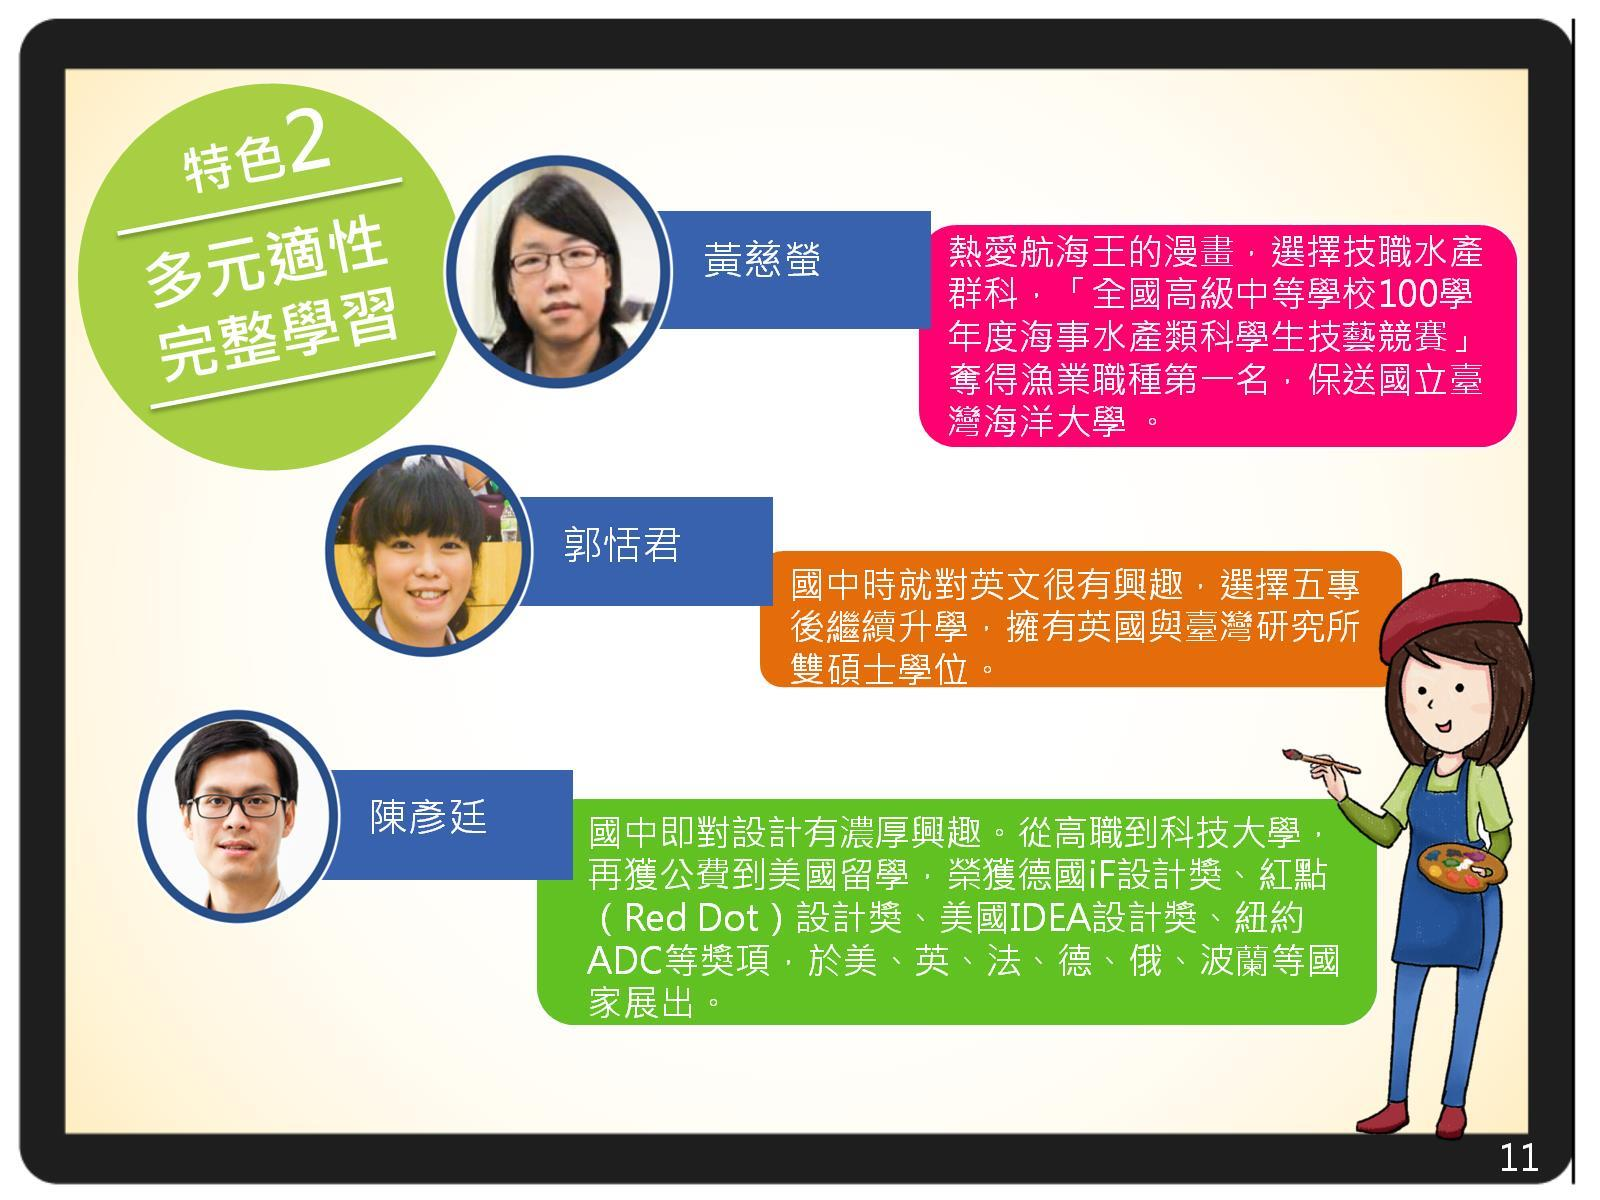 特色2
多元適性
完整學習
黃慈螢
熱愛航海王的漫畫，選擇技職水產
群科，「全國高級中等學校100學
年度海事水產類科學生技藝競賽」
奪得漁業職種第一名，保送國立臺
灣海洋大學 。
郭恬君
國中時就對英文很有興趣，選擇五專
後繼續升學，擁有英國與臺灣研究所
雙碩士學位。
陳彥廷
國中即對設計有濃厚興趣。從高職到科技大學，
再獲公費到美國留學，榮獲德國iF設計獎、紅點
（Red Dot）設計獎、美國IDEA設計獎、紐約
ADC等獎項，於美、英、法、德、俄、波蘭等國
家展出。
11